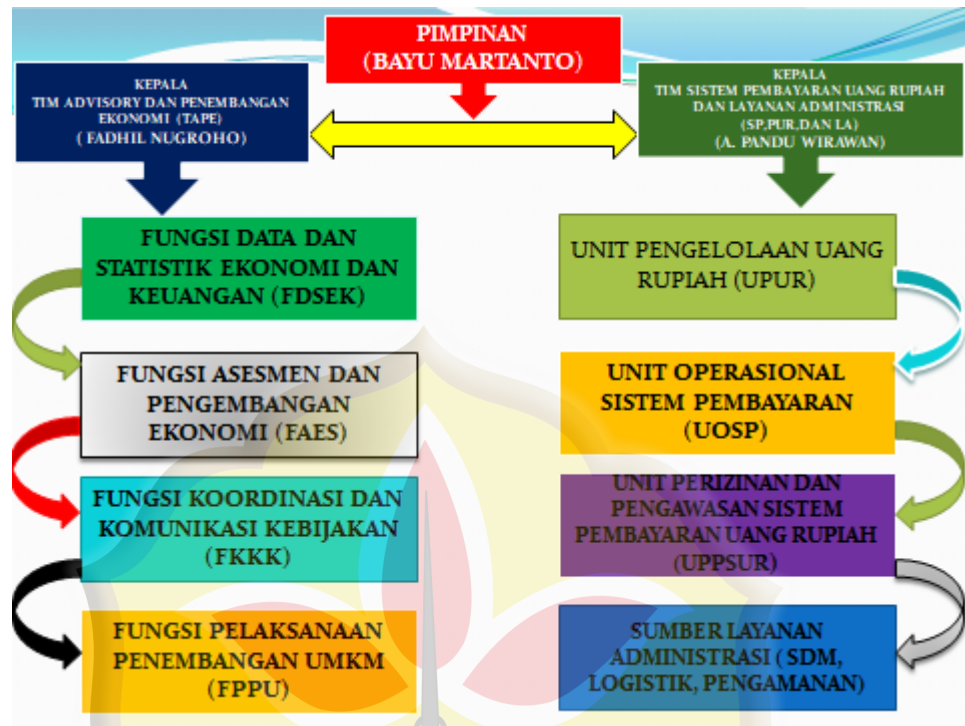 PIMPINAN
(BAYU MARTANTO)
KEPALA
TIM ADVISORY DAN PENEMBANGAN
EKONOMI (TAPE)
( FADHIL NUGROHO)
KEPALA
TIM SISTEM PEMBAYARAN UANG RUPIAH
DAN LAYANAN ADMINISTRASI
(SP,PUR,DAN LA)
(A. PANDU WIRAWAN)
FUNGSI DATA DAN
STATISTIK EKONOMI DAN
KEUANGAN (FDSEK)
UNIT PENGELOLAAN UANG
RUPIAH (UPUR)
FUNGSI ASESMEN DAN
PENGEMBANGAN
EKONOMI (FAES)
UNIT OPERASIONAL
SISTEM PEMBAYARAN
(UOSP)
FUNGSI KOORDINASI DAN
KOMUNIKASI KEBIJAKAN
(FKKK)
UNIT PERIZINAN DAN
PENGAWASAN SISTEM
PEMBAYARAN UANG RUPIAH
(UPPSUR)
FUNGSI PELAKSANAAN
PENEMBANGAN UMKM
(FPPU)
SUMBER LAYANAN
ADMINISTRASI ( SDM,
LOGISTIK, PENGAMANAN)